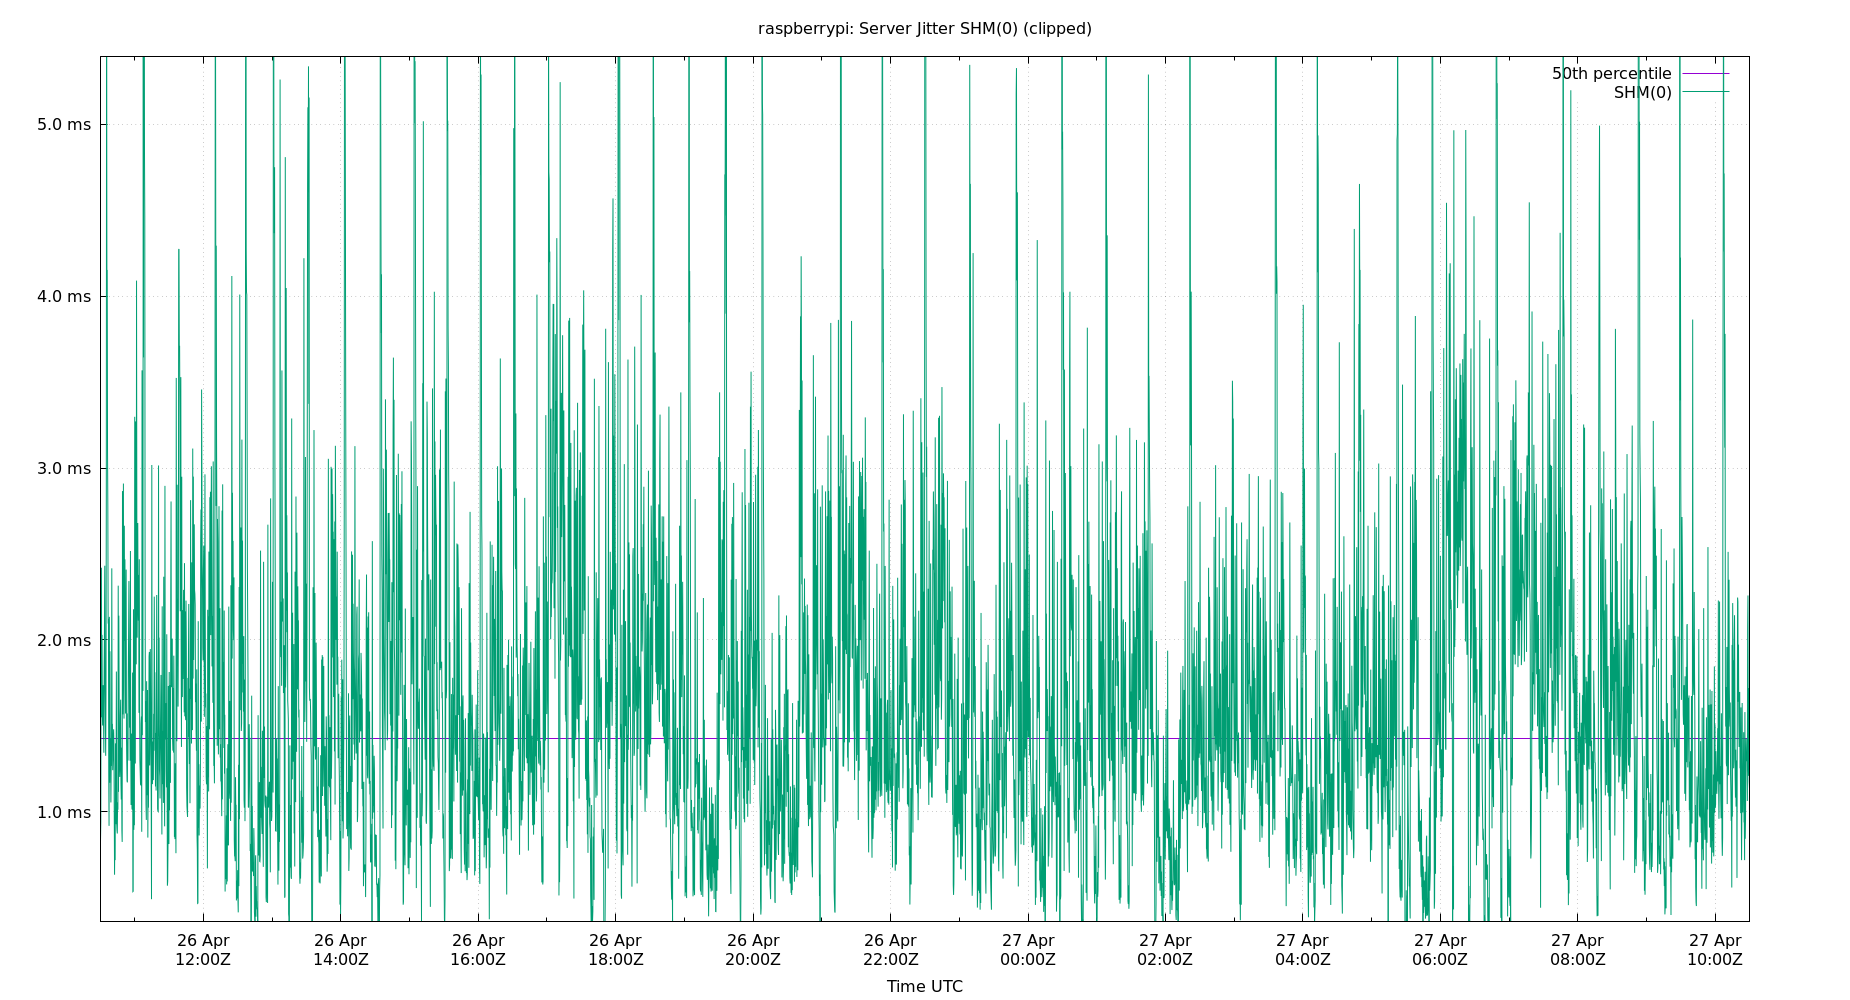 raspberrypi: Server Jitter SHM(0) (clipped)
50th percentile
SHM(0)
5.0 ms
4.0 ms
3.0 ms
2.0 ms
1.0 ms
26 Apr 26 Apr 26 Apr 26 Apr 26 Apr 26 Apr 27 Apr 27 Apr 27 Apr 27 Apr 27 Apr 27 Apr
12:00Z 14:00Z 16:00Z 18:00Z 20:00Z 22:00Z 00:00Z 02:00Z 04:00Z 06:00Z 08:00Z 10:00Z
Time UTC